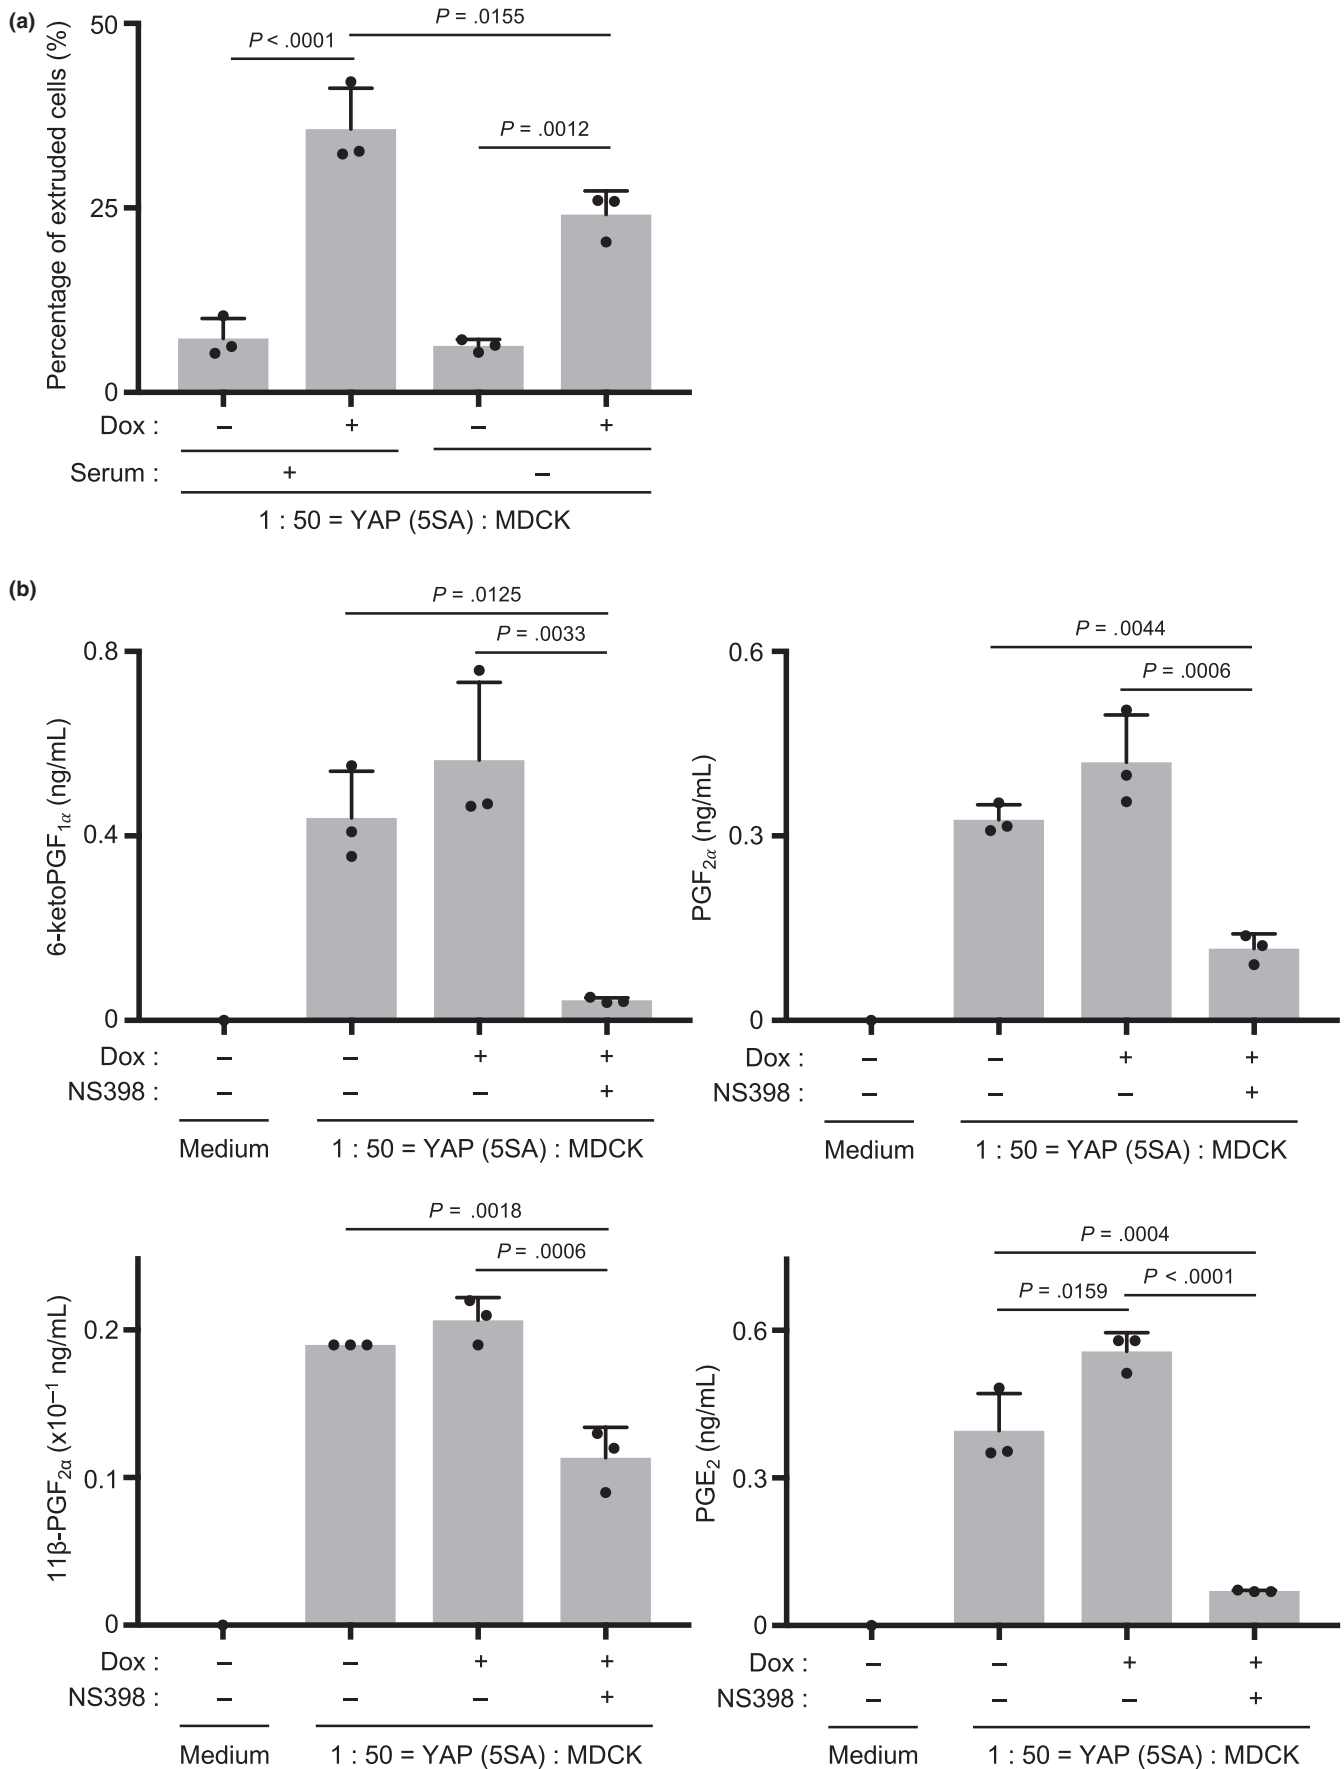 (a)
Percentage of extruded cells (%)
50
25
0
P = .0155
P < .0001
P = .0012
Dox : – + – +
Serum : + –
1 : 50 = YAP (5SA) : MDCK
(b)
6-ketoPGF1α (ng/mL)
0.8
0.4
0
P = .0125
P = .0033
Dox : – – + +
NS398 : – – – +
Medium 1 : 50 = YAP (5SA) : MDCK
PGF2α (ng/mL)
0.6
0.3
0
P = .0044
P = .0006
Dox : – – + +
NS398 : – – – +
Medium 1 : 50 = YAP (5SA) : MDCK
11β-PGF2α (x10⁻¹ ng/mL)
0.2
0.1
0
P = .0018
P = .0006
Dox : – – + +
NS398 : – – – +
Medium 1 : 50 = YAP (5SA) : MDCK
PGE2 (ng/mL)
0.6
0.3
0
P = .0004
P < .0001
P = .0159
Dox : – – + +
NS398 : – – – +
Medium 1 : 50 = YAP (5SA) : MDCK